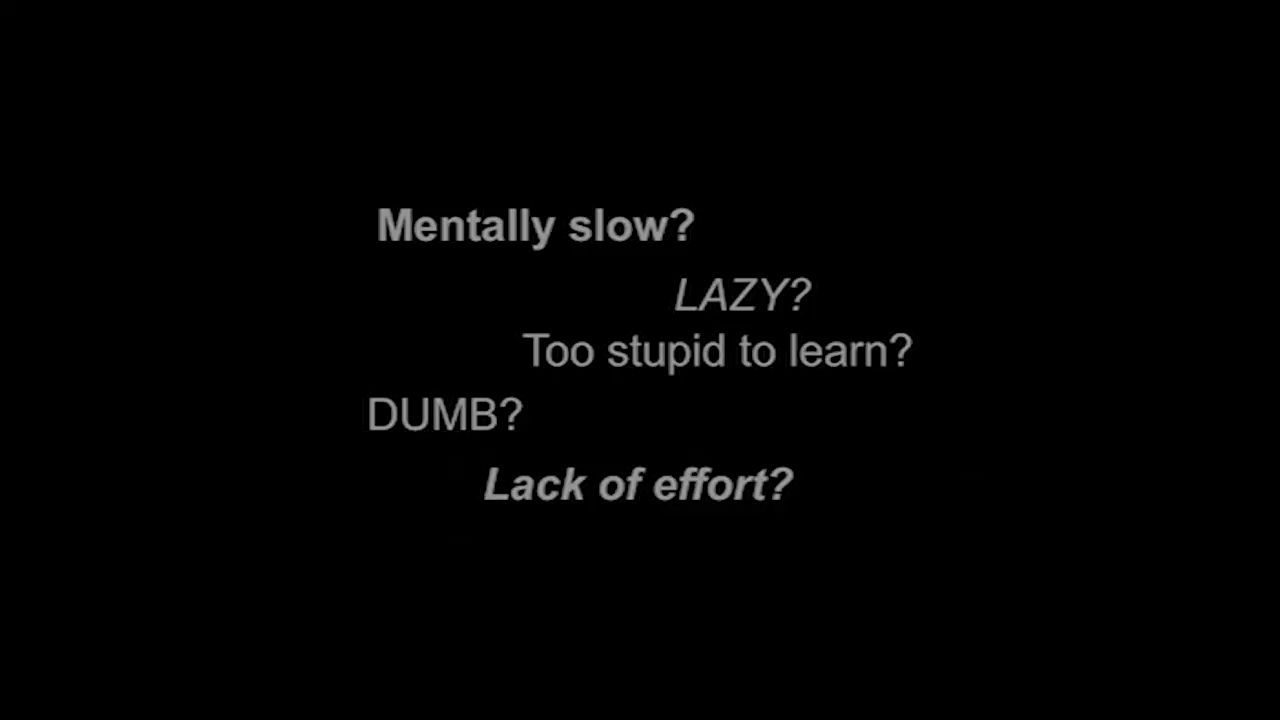 Mentally slow?
LAZY?
Too stupid to learn?
DUMB?
Lack of effort?